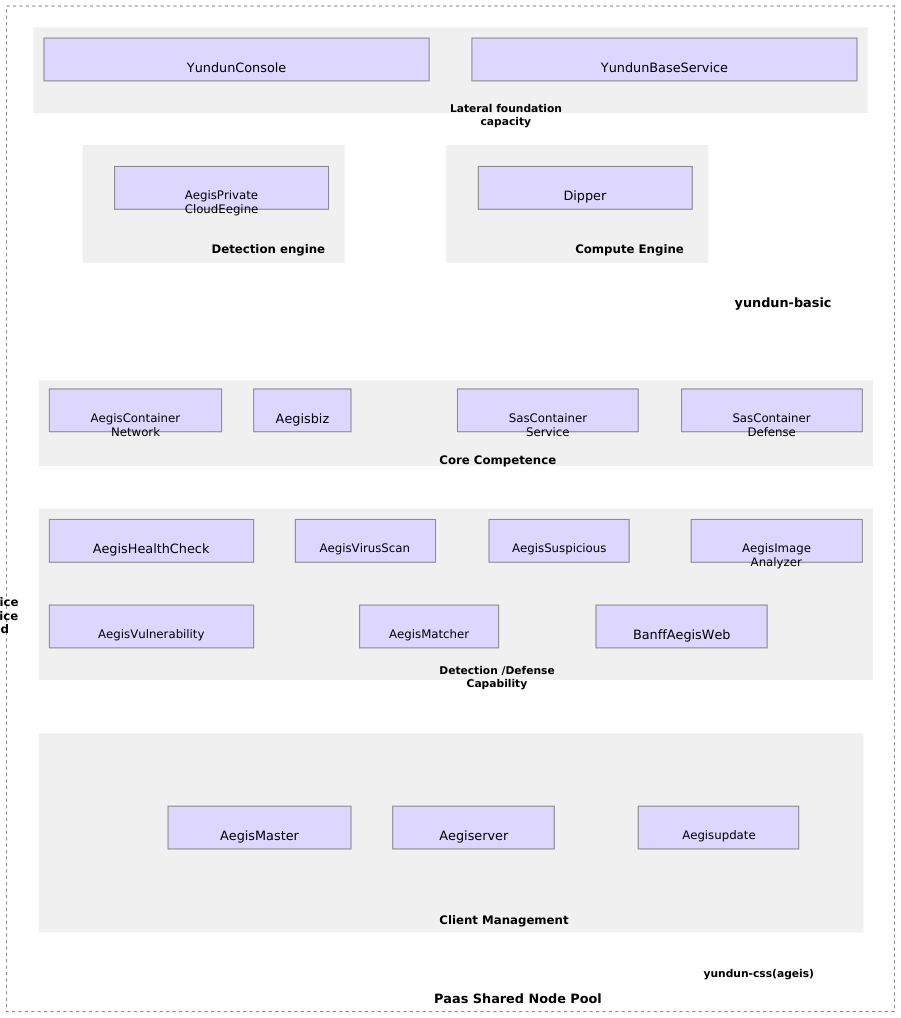 YundunConsole
YundunBaseService
Lateral foundation
capacity
AegisPrivate
CloudEegine
Dipper
Detection engine
Compute Engine
yundun-basic
AegisContainer
Network
Aegisbiz
SasContainer
Service
SasContainer
Defense
Core Competence
AegisHealthCheck
AegisVirusScan
AegisSuspicious
AegisImage
Analyzer
ice
ice
d
AegisVulnerability
AegisMatcher
BanffAegisWeb
Detection /Defense
Capability
AegisMaster
Aegiserver
Aegisupdate
Client Management
yundun-css(ageis)
Paas Shared Node Pool